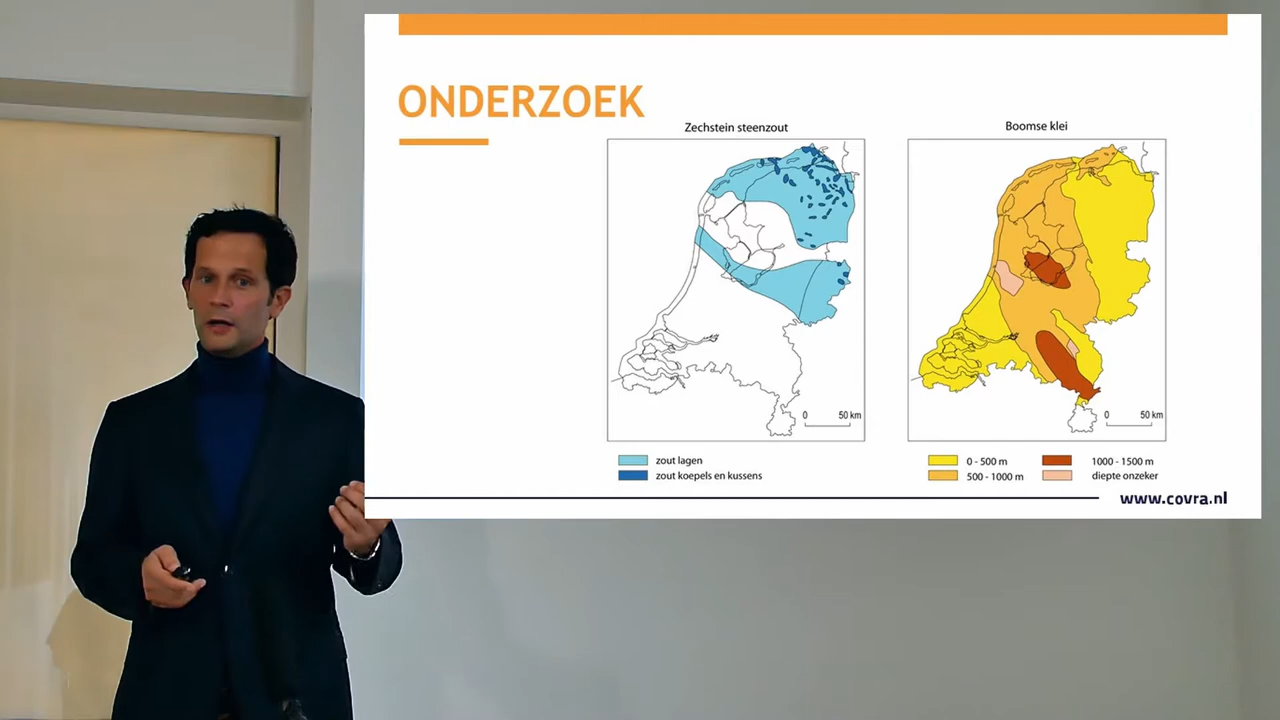 ONDERZOEK
Zechstein steenzout
0 50 km
zout lagen
zout koepels en kussens
Boomse klei
0 50 km
0 - 500 m
500 - 1000 m
1000 - 1500 m
diepte onzeker
www.covra.nl